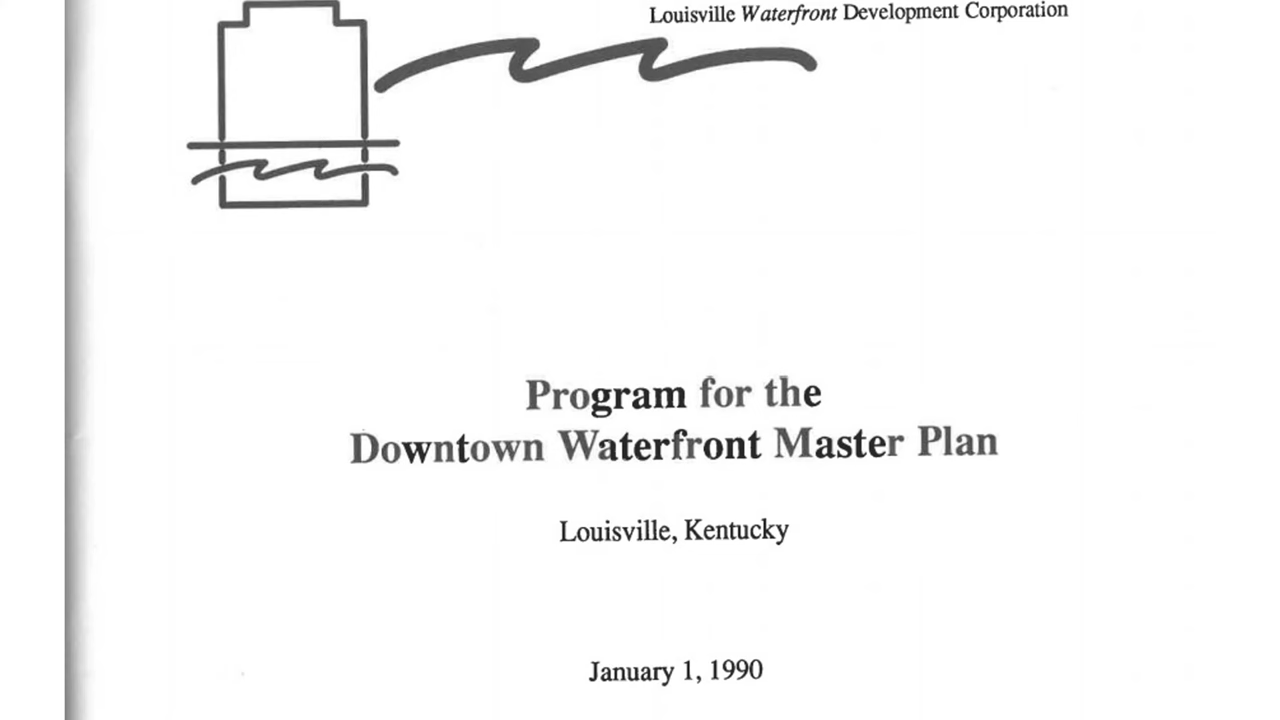 Louisville Waterfront Development Corporation
Program for the
Downtown Waterfront Master Plan
Louisville, Kentucky
January 1, 1990